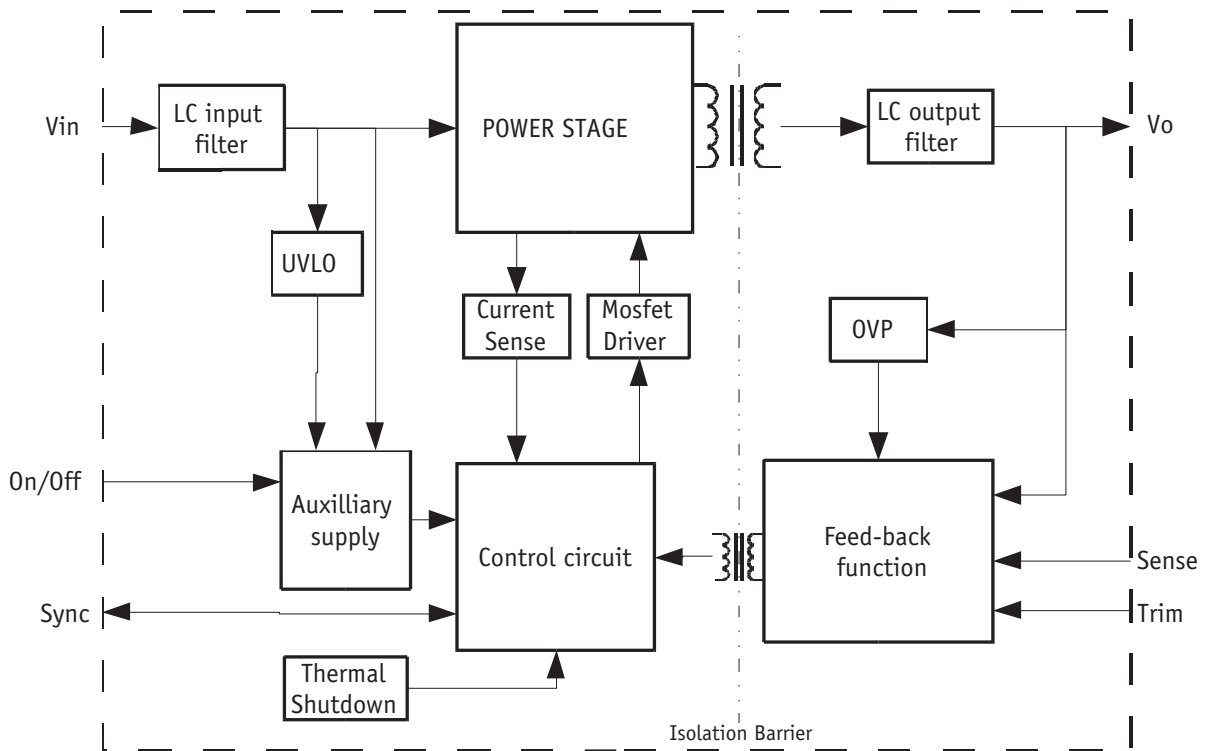 Vin
LC input
filter
POWER STAGE
LC output
filter
Vo
UVLO
Current
Sense
Mosfet
Driver
OVP
On/Off
Auxilliary
supply
Control circuit
Feed-back
function
Sense
Sync
Trim
Thermal
Shutdown
Isolation Barrier